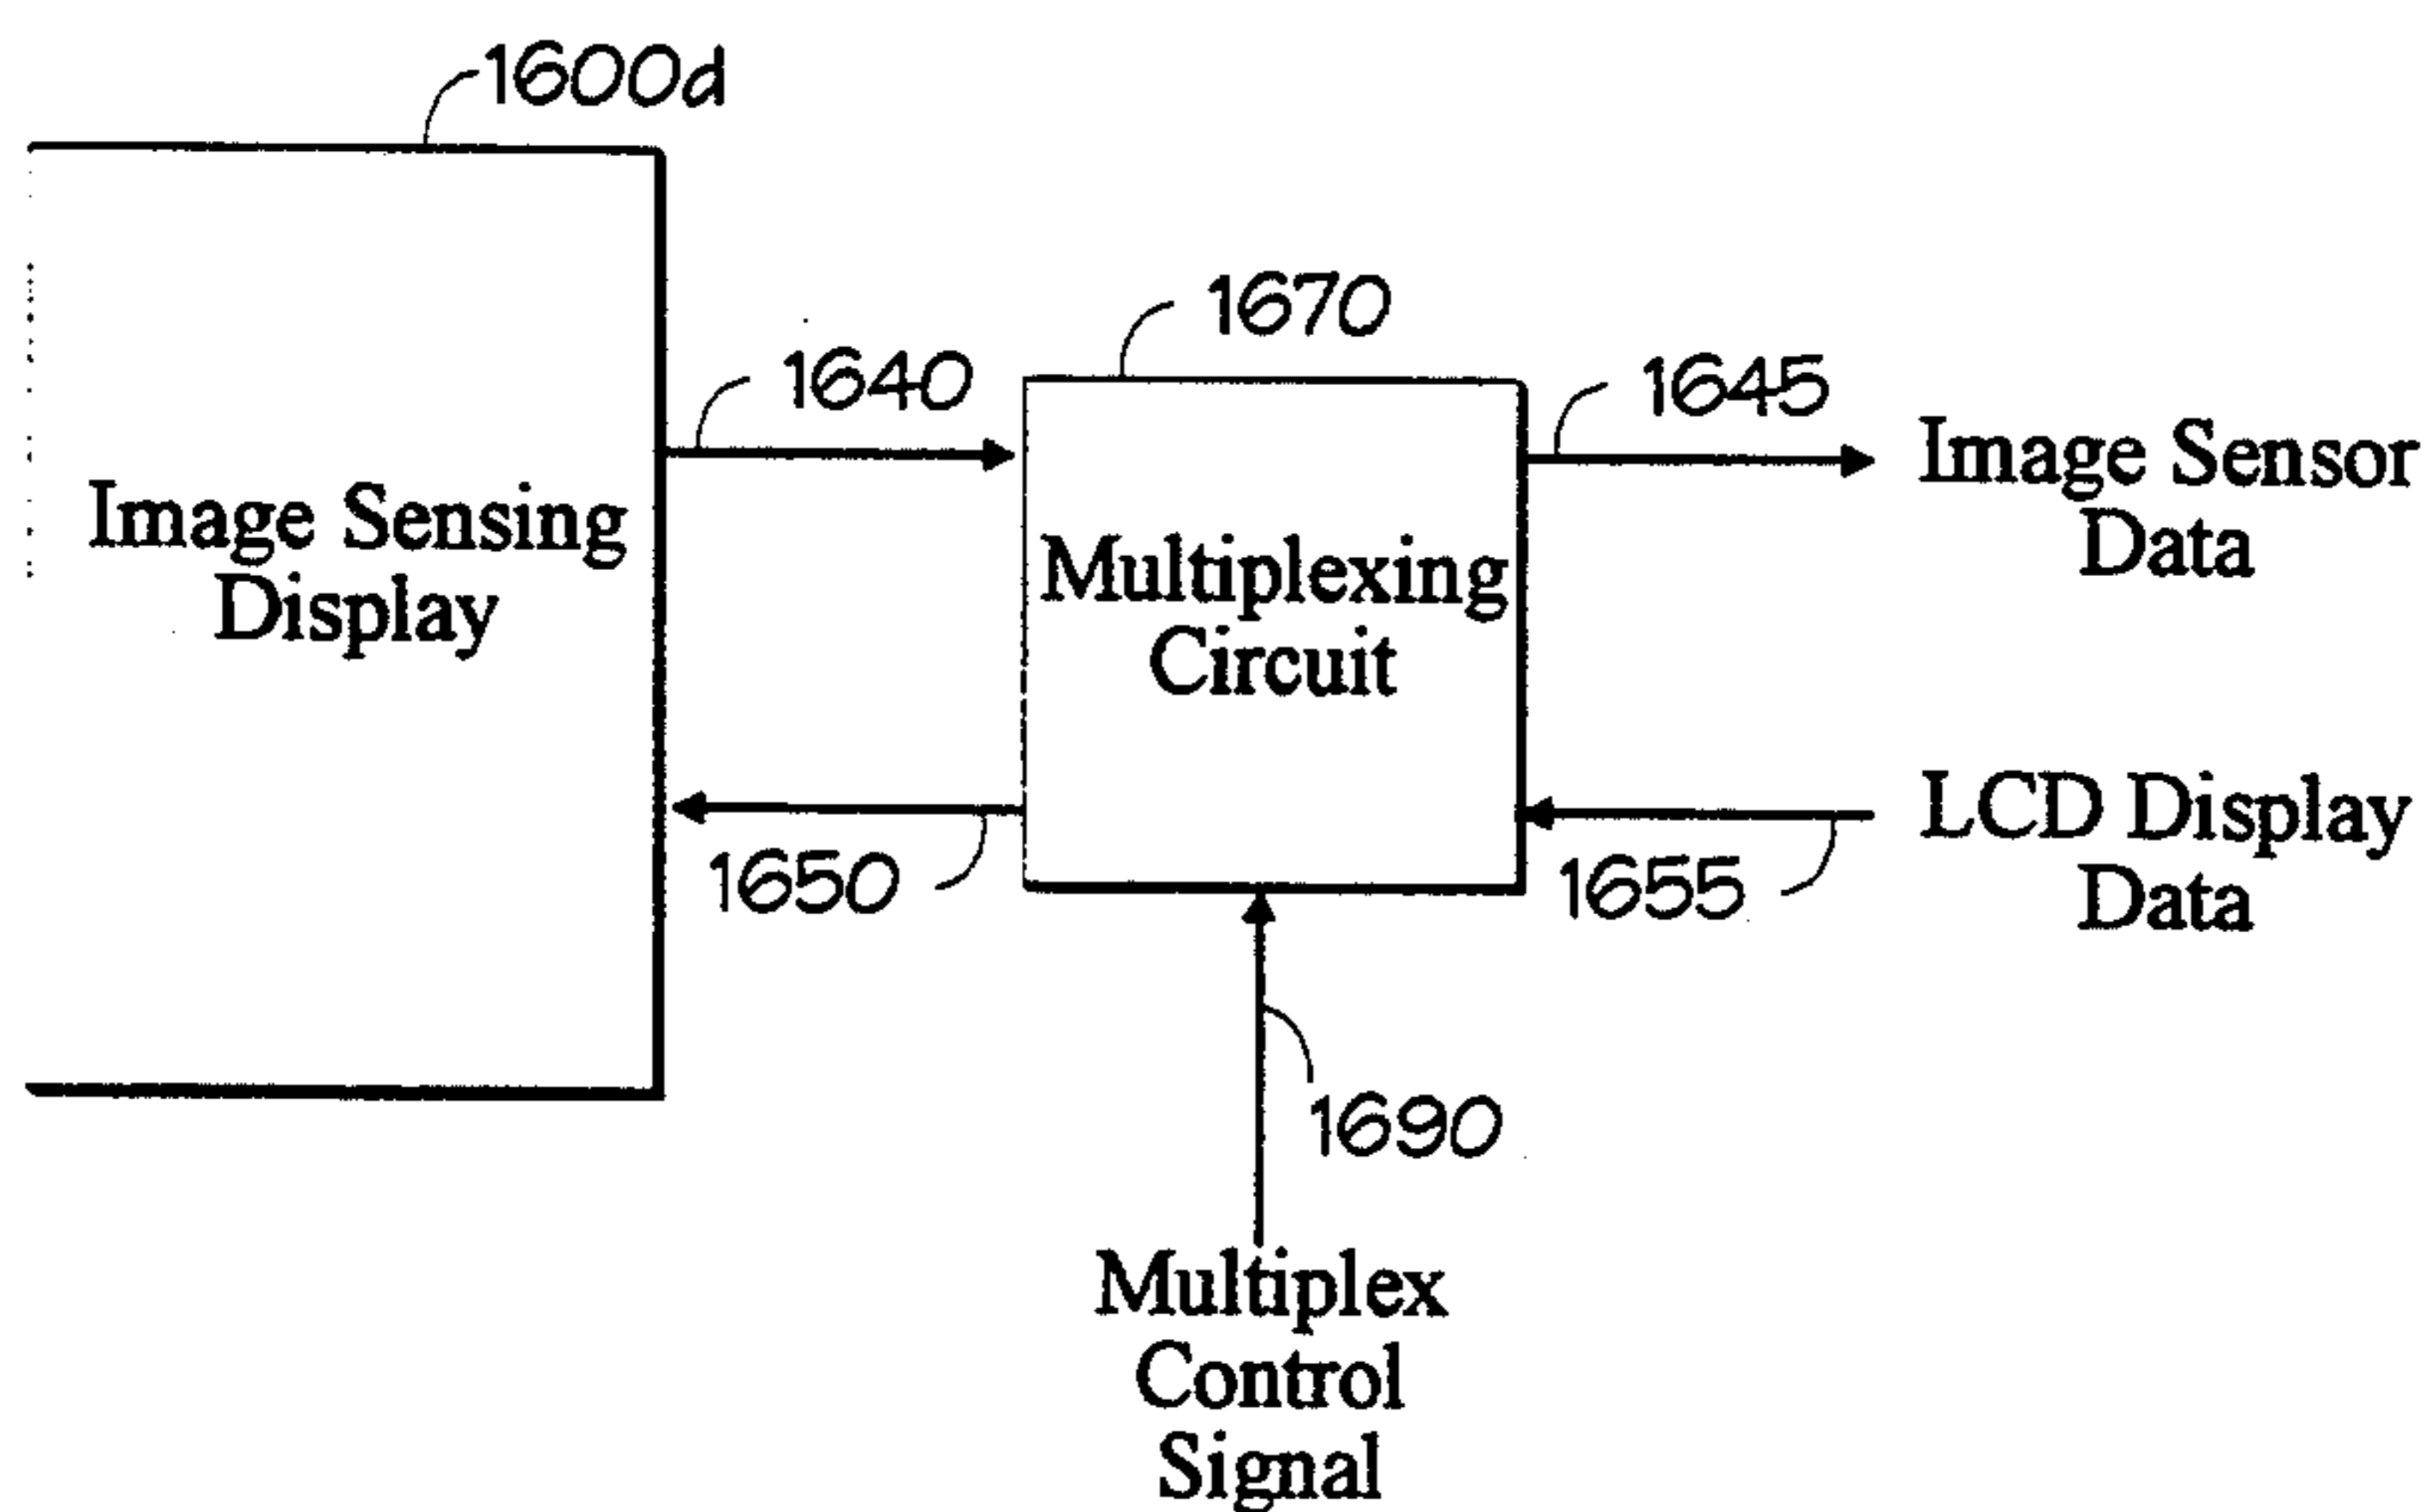 1600d
1670
1640
1645
Image Sensor
Data
Image Sensing
Display
Multiplexing
Circuit
LCD Display
Data
1650
1655
1690
Multiplex
Control
Signal